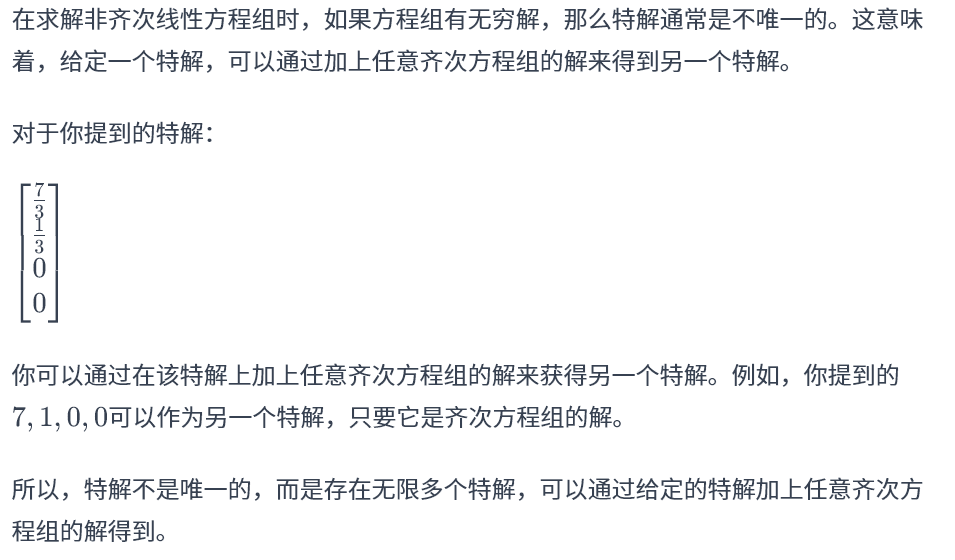 在求解非齐次线性方程组时，如果方程组有无穷解，那么特解通常是不唯一的。这意味
着，给定一个特解，可以通过加上任意齐次方程组的解来得到另一个特解。
对于你提到的特解：
7/3
1/3
0
0
你可以通过在该特解上加上任意齐次方程组的解来获得另一个特解。例如，你提到的
7, 1, 0, 0可以作为另一个特解，只要它是齐次方程组的解。
所以，特解不是唯一的，而是存在无限多个特解，可以通过给定的特解加上任意齐次方
程组的解得到。